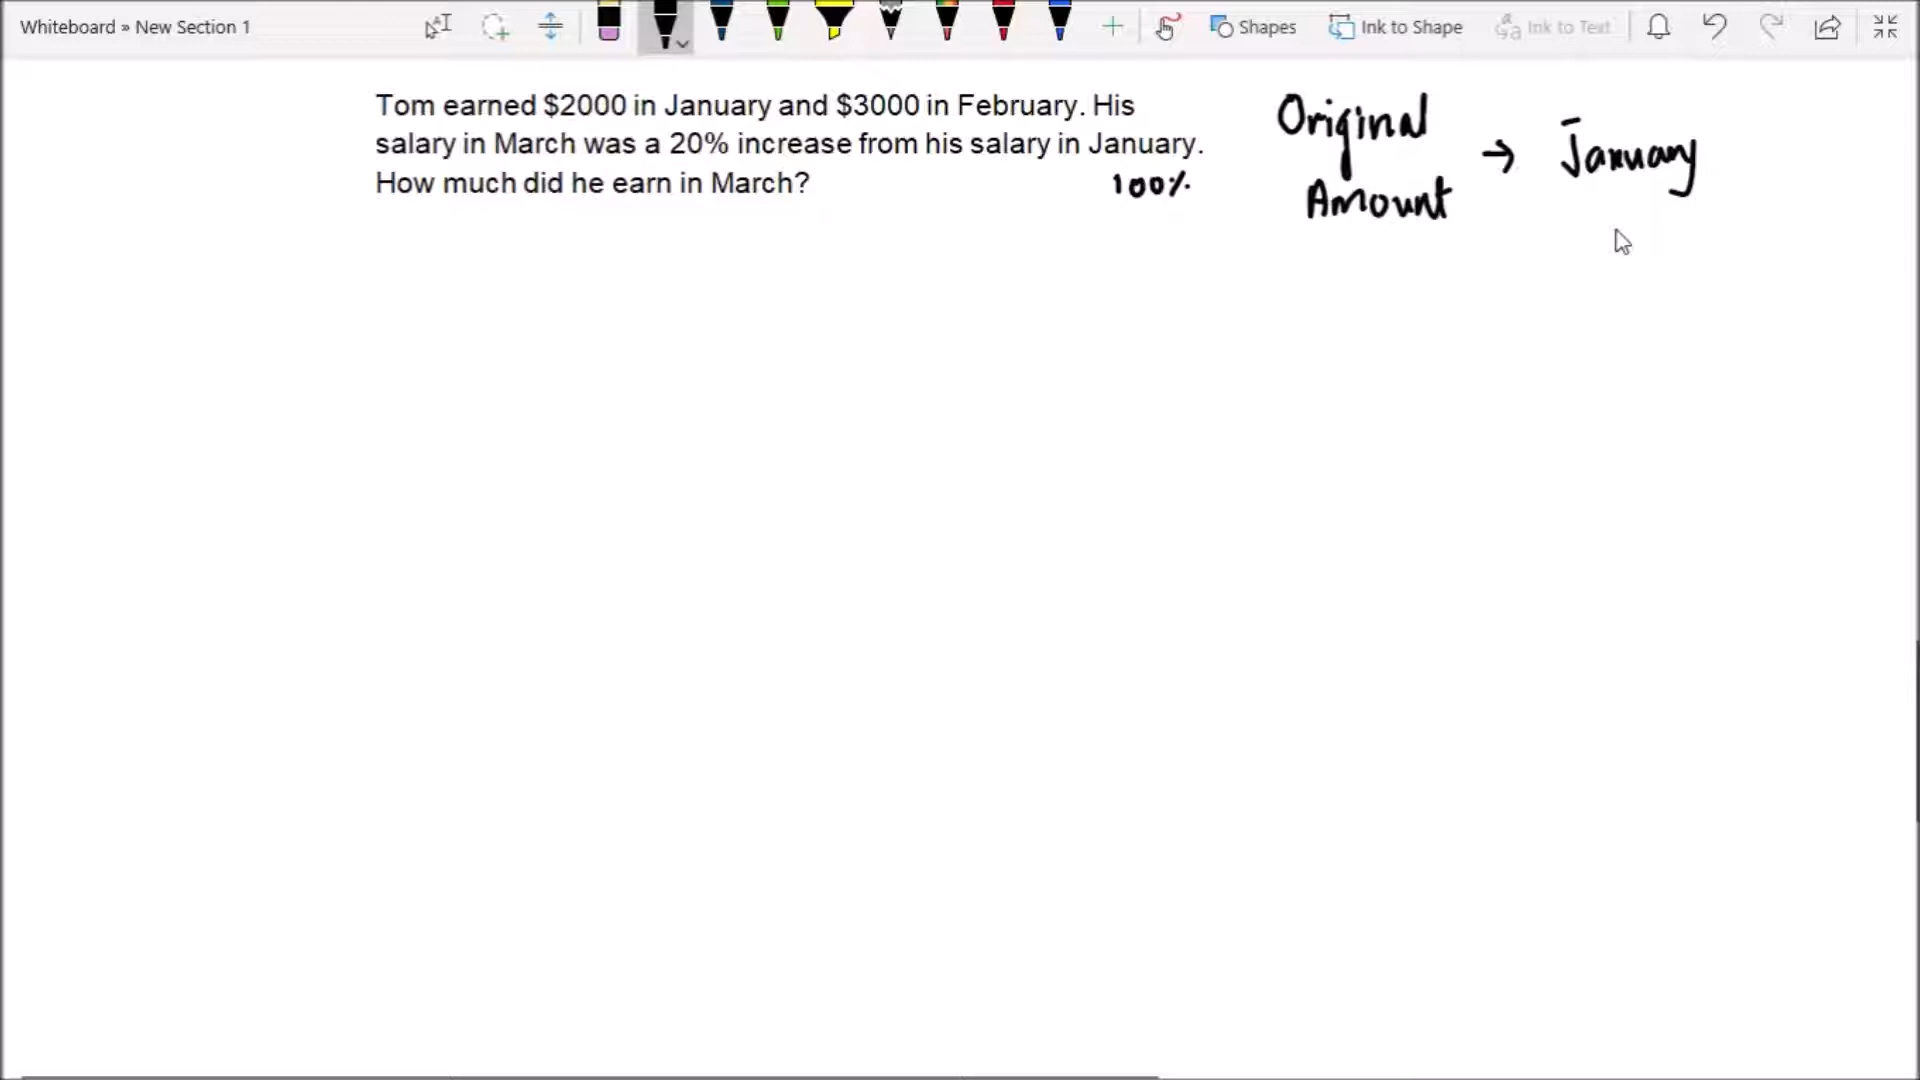 Whiteboard » New Section 1
Shapes
Ink to Shape
Ink to Text
Tom earned $2000 in January and $3000 in February. His
salary in March was a 20% increase from his salary in January.
How much did he earn in March?
100%
Original
Amount
→ January